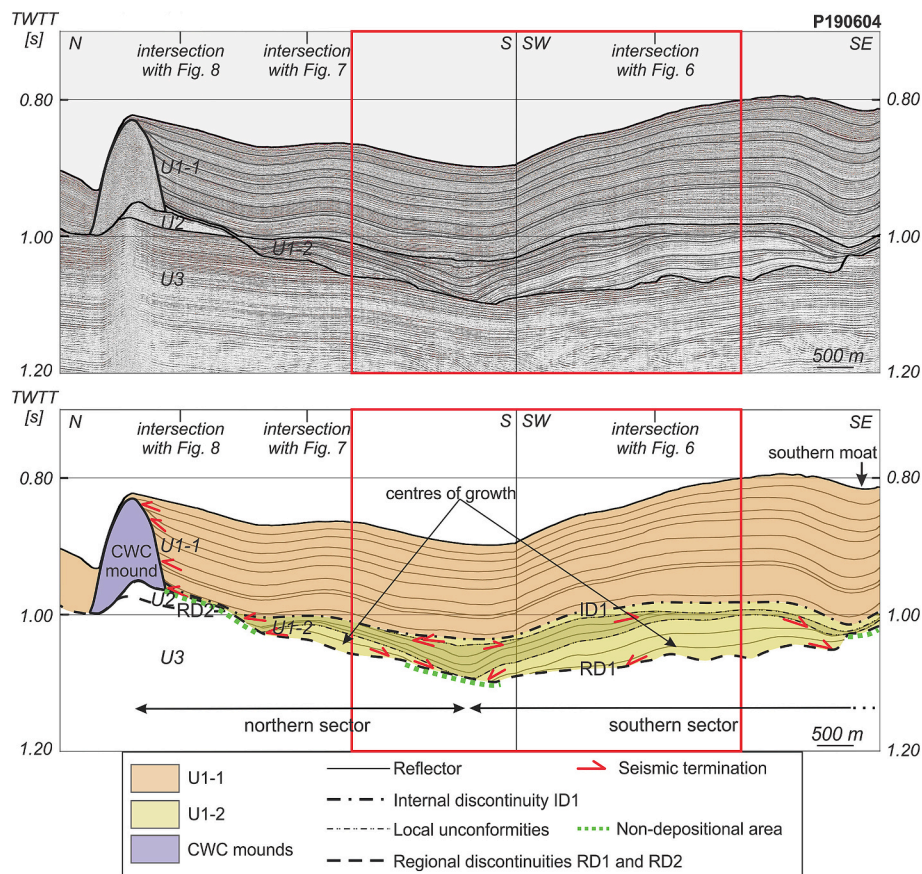 TWTT
[s]
P190604
N
intersection
with Fig. 8
intersection
with Fig. 7
S
SW
intersection
with Fig. 6
SE
0.80
0.80
U1-1
U2
1.00
U1-2
1.00
U3
500 m
1.20
1.20
TWTT
[s]
N
intersection
with Fig. 8
intersection
with Fig. 7
S
SW
intersection
with Fig. 6
SE
southern moat
0.80
0.80
centres of growth
CWC
mound
U1-1
U2
RD2
ID1
1.00
U1-2
1.00
U3
RD1
northern sector
southern sector
500 m
1.20
1.20
U1-1
Reflector
Seismic termination
U1-2
Internal discontinuity ID1
Local unconformities
Non-depositional area
CWC mounds
Regional discontinuities RD1 and RD2